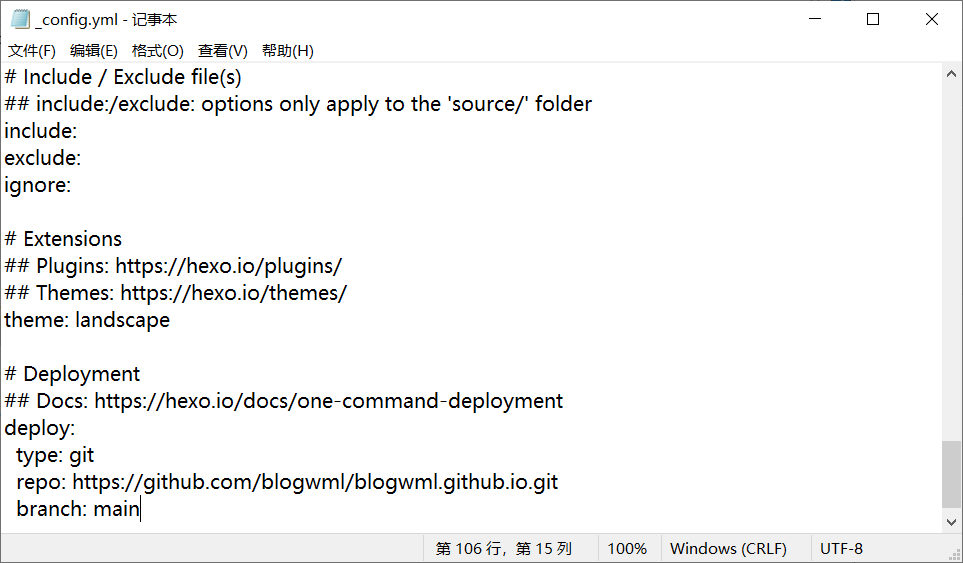 _config.yml - 记事本
文件(F) 编辑(E) 格式(O) 查看(V) 帮助(H)
# Include / Exclude file(s)
## include:/exclude: options only apply to the 'source/' folder
include:
exclude:
ignore:
# Extensions
## Plugins: https://hexo.io/plugins/
## Themes: https://hexo.io/themes/
theme: landscape
# Deployment
## Docs: https://hexo.io/docs/one-command-deployment
deploy:
  type: git
  repo: https://github.com/blogwml/blogwml.github.io.git
  branch: main
第 106 行，第 15 列 100% Windows (CRLF) UTF-8